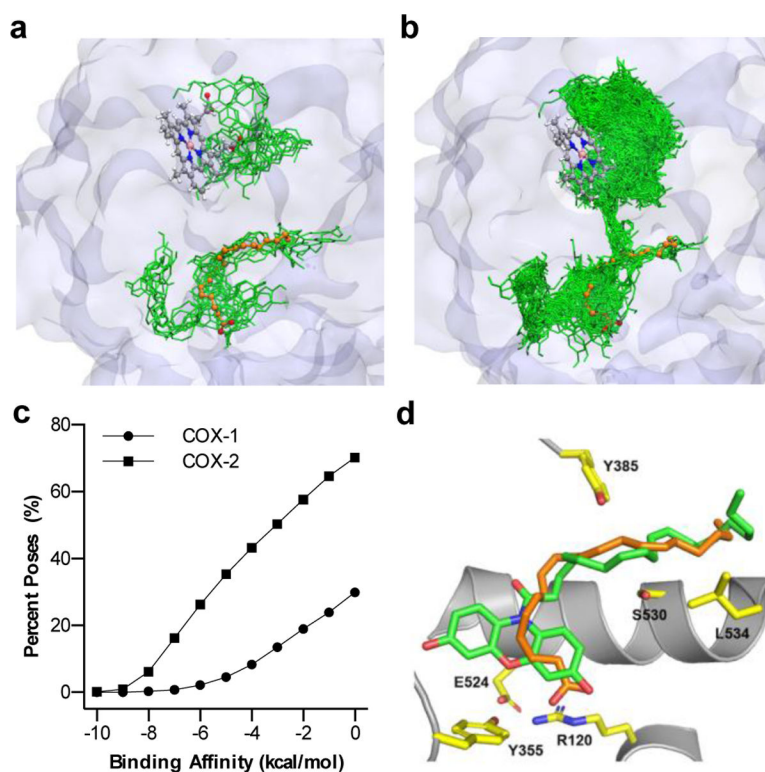 a
b
c
COX-1
COX-2
80
60
40
20
0
Percent Poses (%)
-10
-8
-6
-4
-2
0
Binding Affinity (kcal/mol)
d
Y385
S530
L534
E524
Y355
R120